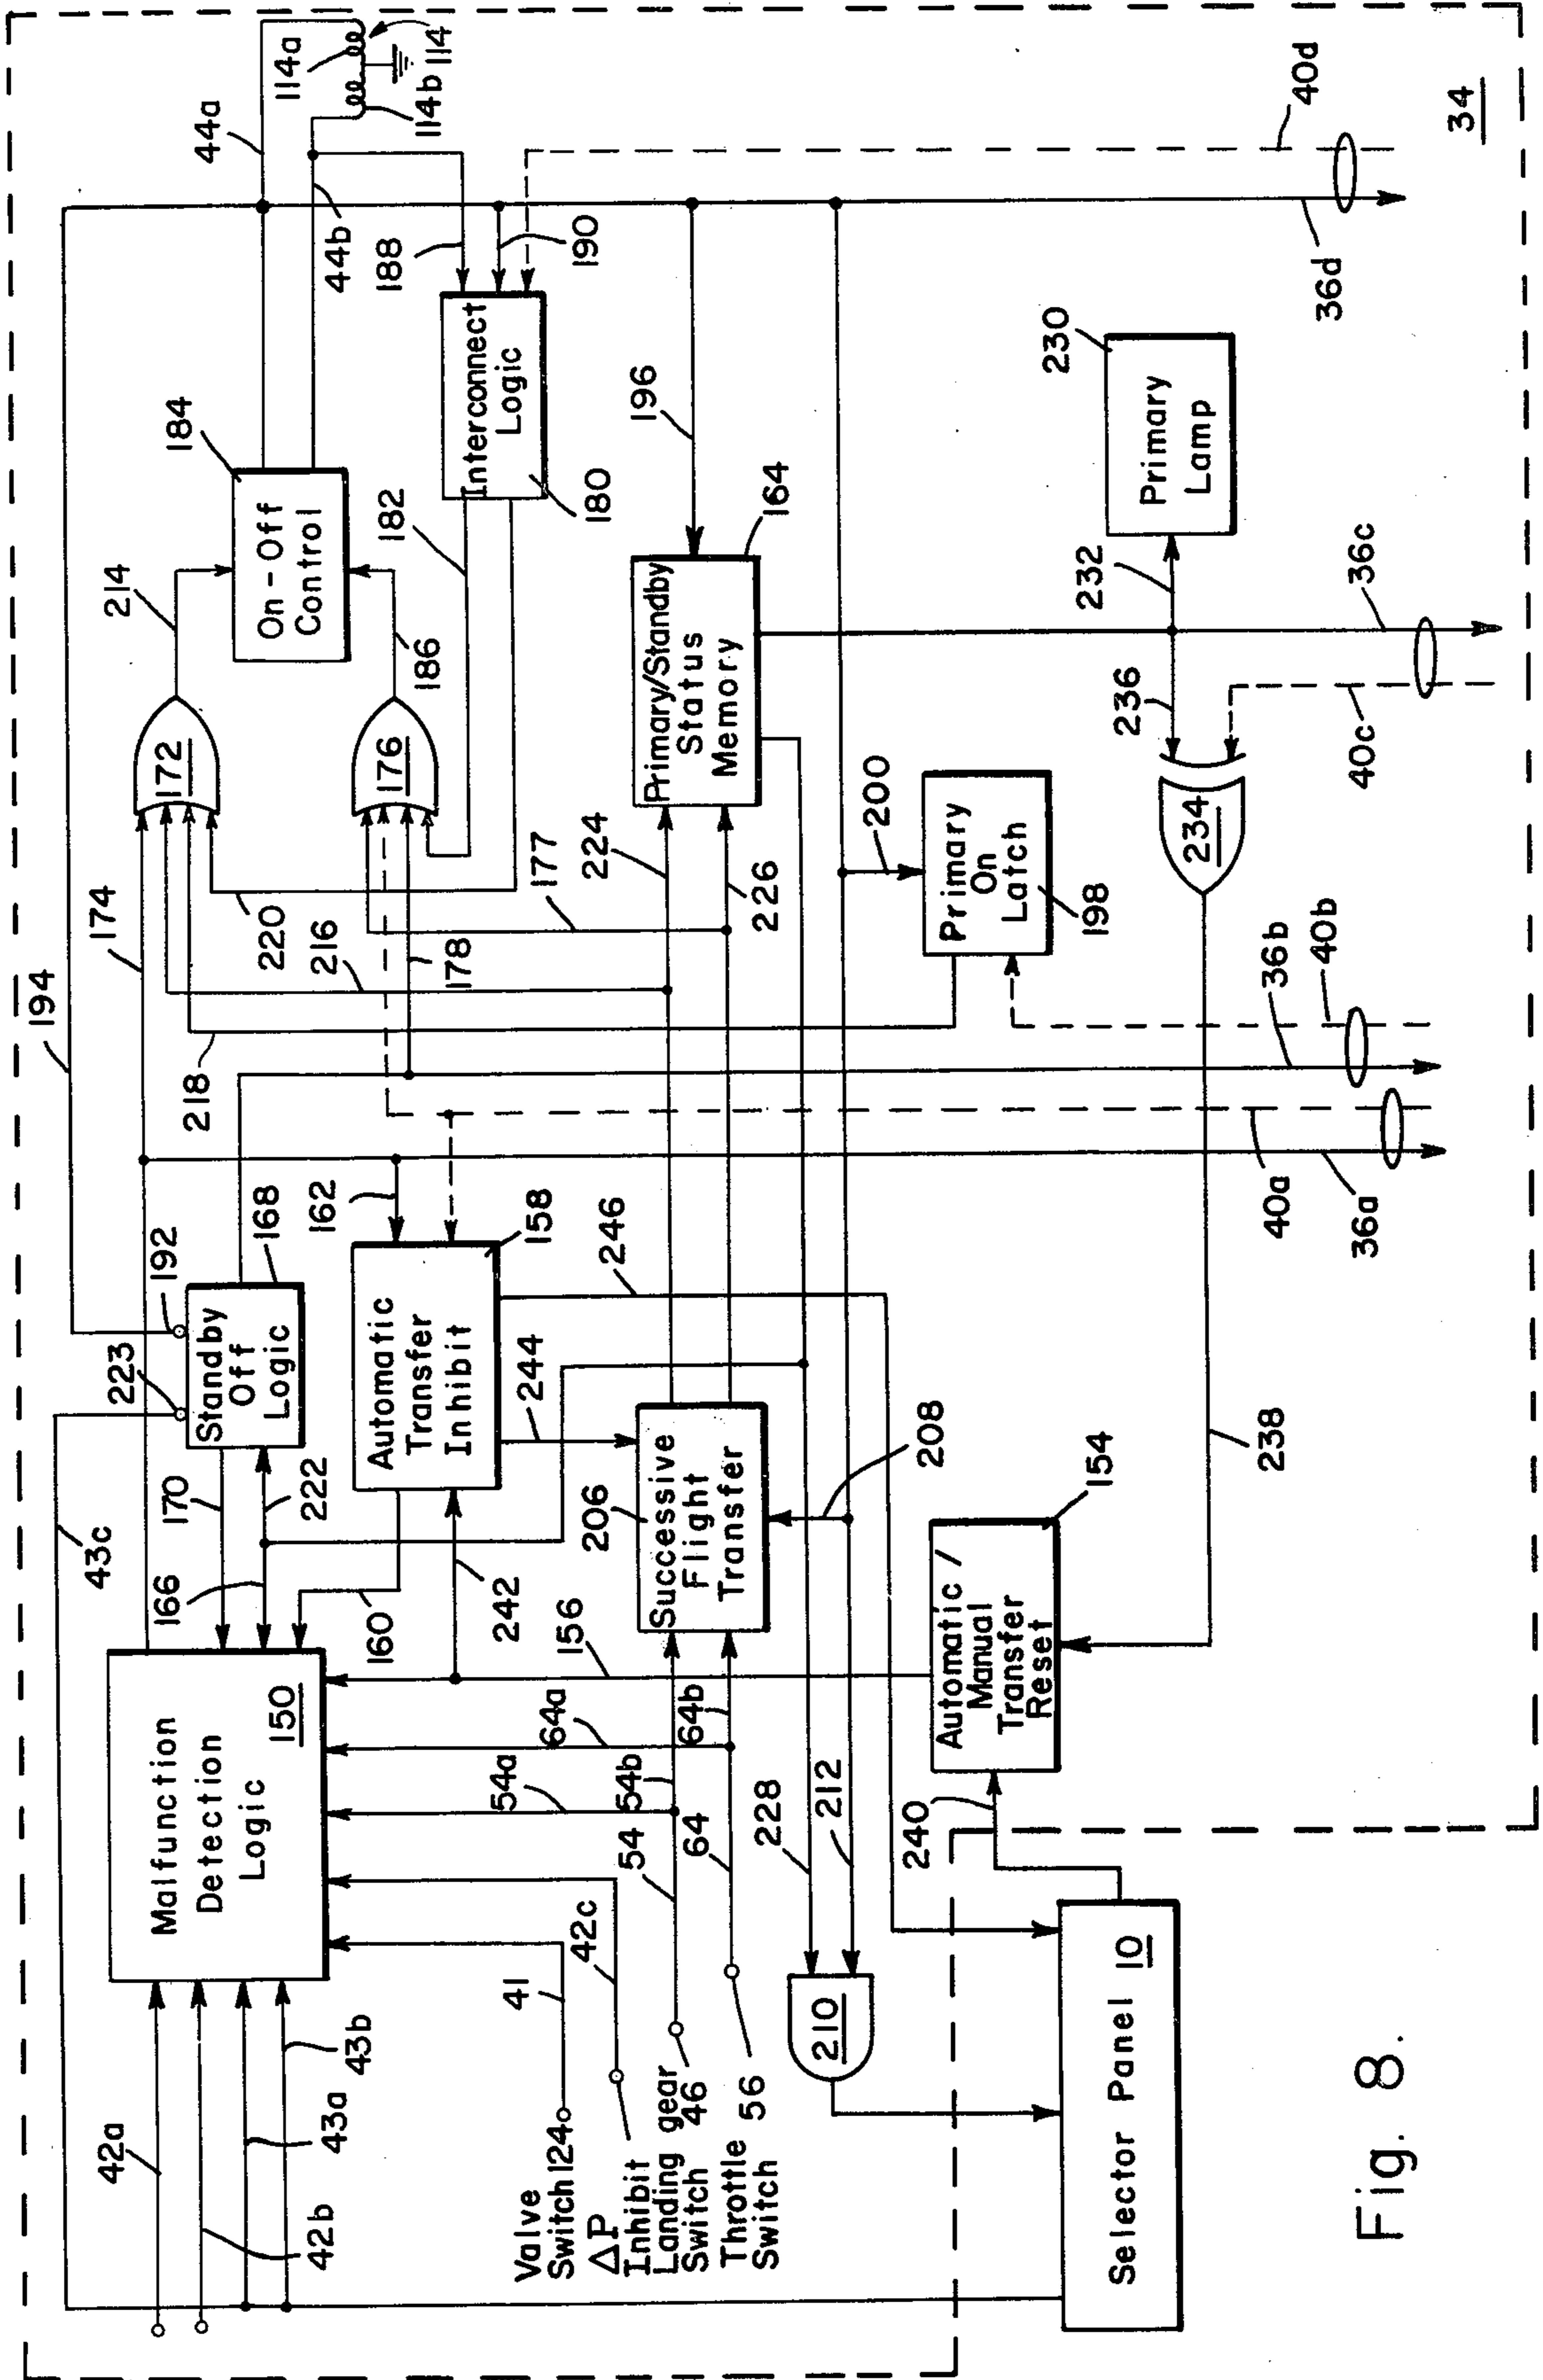 194
43c
223
192
44a
114a
114
114b
174
214
184
On-Off
Control
44b
42a
42b
43a
43b
Malfunction
Detection
Logic
150
170
166
222
Standby
Off
Logic
168
218
216
220
172
176
186
182
188
190
Interconnect
Logic
180
178
177
160
242
Automatic
Transfer
Inhibit
158
162
244
246
Valve
Switch 124
ΔP
Inhibit
Landing gear
Switch 46
Throttle
Switch 56
41
42c
54
64
54a
54b
64a
64b
156
206
Successive
Flight
Transfer
208
224
226
Primary/Standby
Status
Memory
164
196
228
212
210
200
Primary
On
Latch
198
240
Automatic /
Manual
Transfer
Reset
154
238
234
236
232
230
Primary
Lamp
Selector Panel 10
36a
40a
36b
40b
40c
36c
36d
40d
34
Fig. 8.